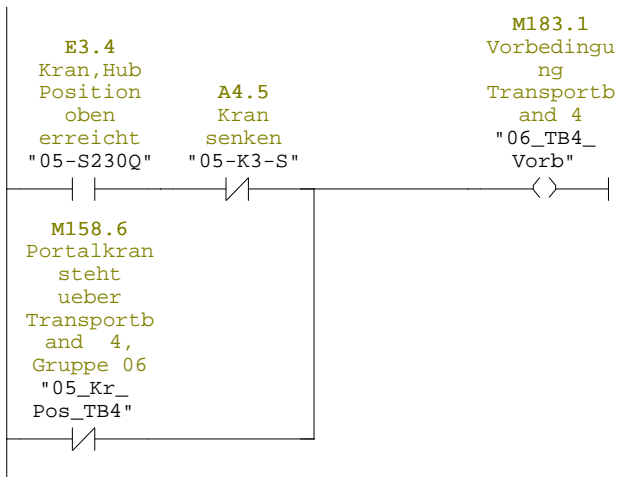 E3.4
Kran,Hub
Position
oben
erreicht
"05-S230Q"
A4.5
Kran
senken
"05-K3-S"
M183.1
Vorbedingu
ng
Transportb
and 4
"06_TB4_
Vorb"
M158.6
Portalkran
steht
ueber
Transportb
and  4,
Gruppe 06
"05_Kr_
Pos_TB4"